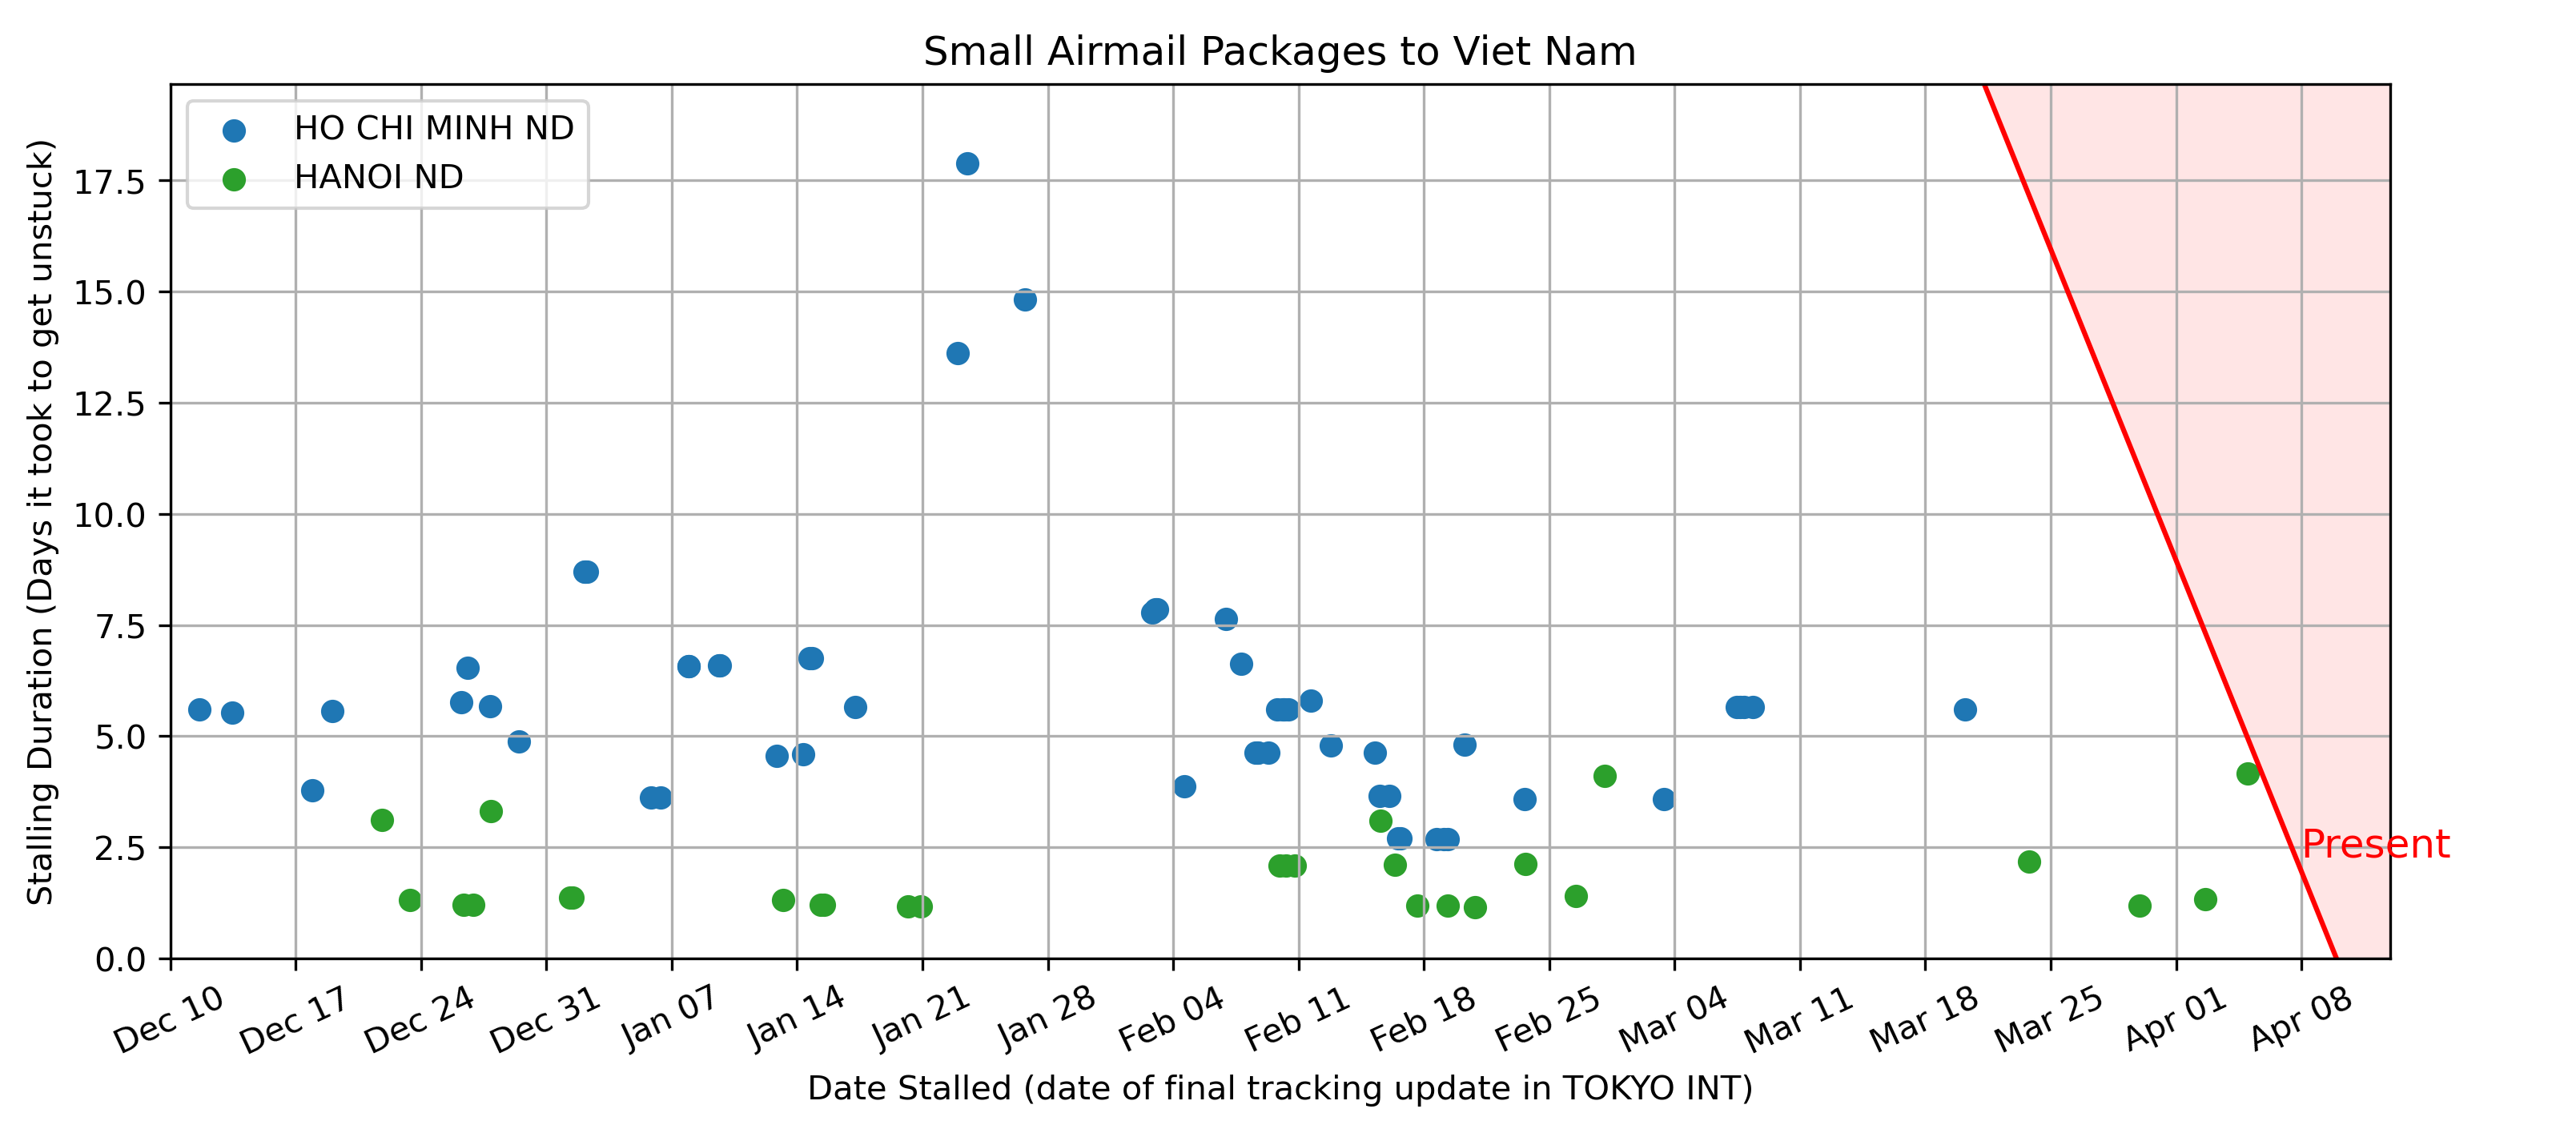 Small Airmail Packages to Viet Nam
HO CHI MINH ND
HANOI ND
Stalling Duration (Days it took to get unstuck)
17.5
15.0
12.5
10.0
7.5
5.0
2.5
0.0
Present
Dec 10
Dec 17
Dec 24
Dec 31
Jan 07
Jan 14
Jan 21
Jan 28
Feb 04
Feb 11
Feb 18
Feb 25
Mar 04
Mar 11
Mar 18
Mar 25
Apr 01
Apr 08
Date Stalled (date of final tracking update in TOKYO INT)